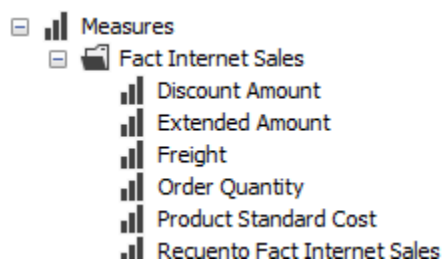 Measures
Fact Internet Sales
Discount Amount
Extended Amount
Freight
Order Quantity
Product Standard Cost
Recuento Fact Internet Sales